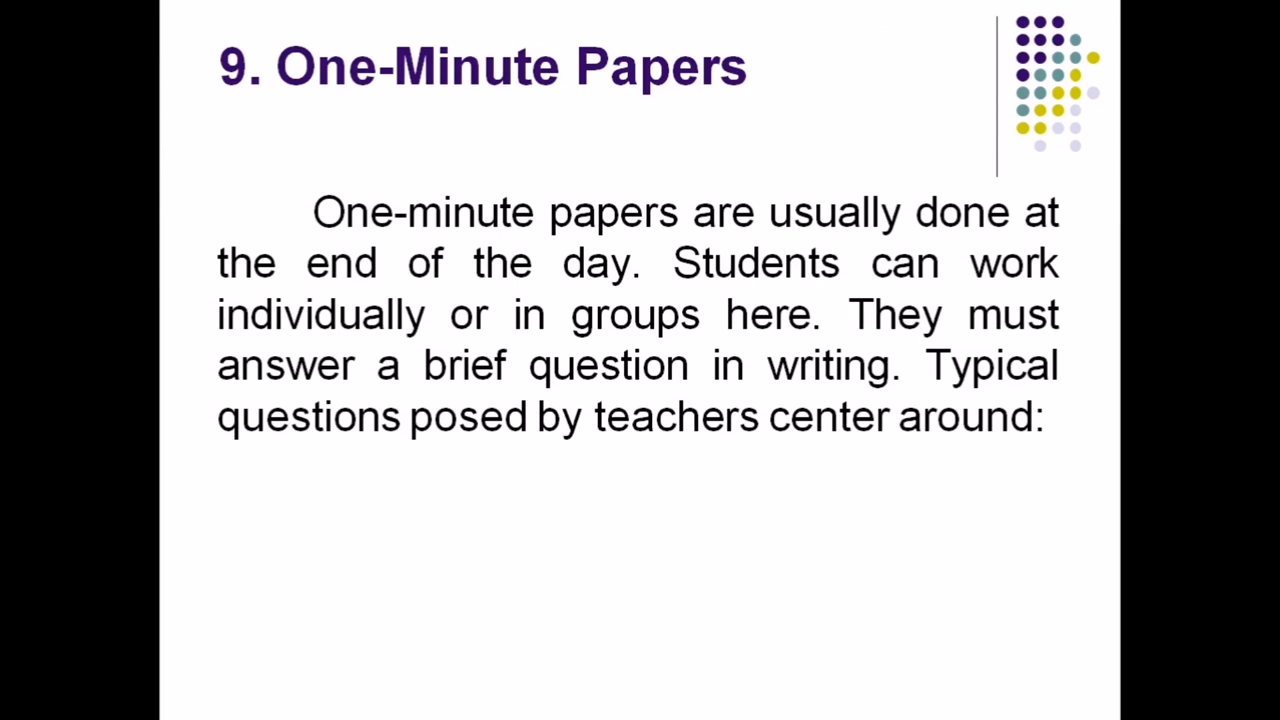 9. One-Minute Papers
One-minute papers are usually done at
the end of the day. Students can work
individually or in groups here. They must
answer a brief question in writing. Typical
questions posed by teachers center around: